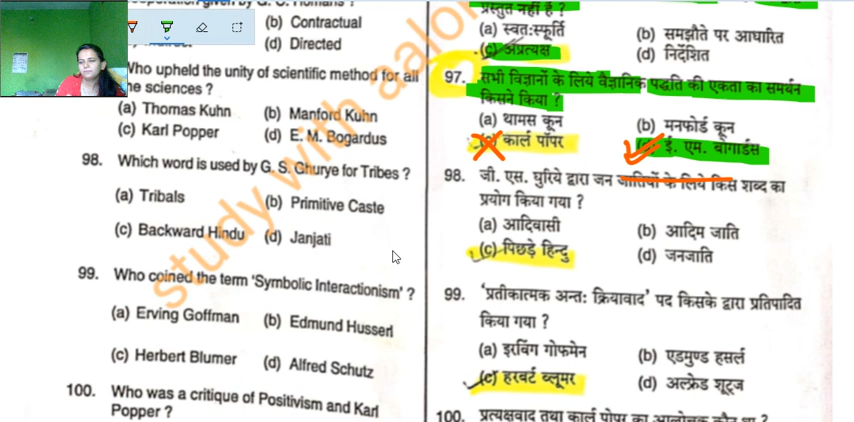 (b) Contractual
(d) Directed
Who upheld the unity of scientific method for all
he sciences ?
(a) Thomas Kuhn (b) Manford Kuhn
(c) Karl Popper (d) E. M. Bogardus
98. Which word is used by G. S. Ghurye for Tribes ?
(a) Tribals (b) Primitive Caste
(c) Backward Hindu (d) Janjati
99. Who coined the term 'Symbolic Interactionism' ?
(a) Erving Goffman (b) Edmund Husserl
(c) Herbert Blumer (d) Alfred Schutz
100. Who was a critique of Positivism and Karl
Popper ?
प्रस्तुत नहीं है ?
(a) स्वतःस्फूर्ति (b) समझौते पर आधारित
(c) अप्रत्यक्ष (d) निर्देशित
97. सभी विज्ञानों के लिये वैज्ञानिक पद्धति की एकता का समर्थन
किसने किया ?
(a) थामस कून (b) मनफोर्ड कून
कार्ल पॉपर ई. एम. बोगार्डस
98. जी. एस. घुरिये द्वारा जन जातियों के लिये किस शब्द का
प्रयोग किया गया ?
(a) आदिवासी (b) आदिम जाति
(c) पिछड़े हिन्दु (d) जनजाति
99. 'प्रतीकात्मक अन्तः क्रियावाद' पद किसके द्वारा प्रतिपादित
किया गया ?
(a) इरविंग गोफमेन (b) एडमुण्ड हसर्ल
(c) हरबर्ट ब्लूमर (d) अल्फ्रेड शूट्ज
100. प्रत्यक्षवाद तथा कार्ल पोपर का आलोचक कौन था ?
study with aalo